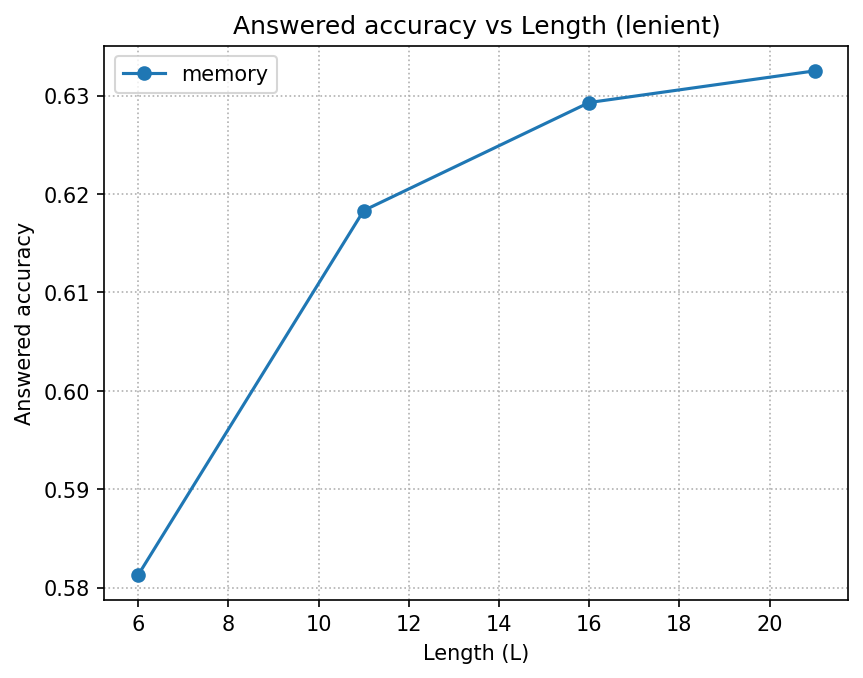 Answered accuracy vs Length (lenient)
memory
Answered accuracy
0.63
0.62
0.61
0.60
0.59
0.58
6 8 10 12 14 16 18 20
Length (L)